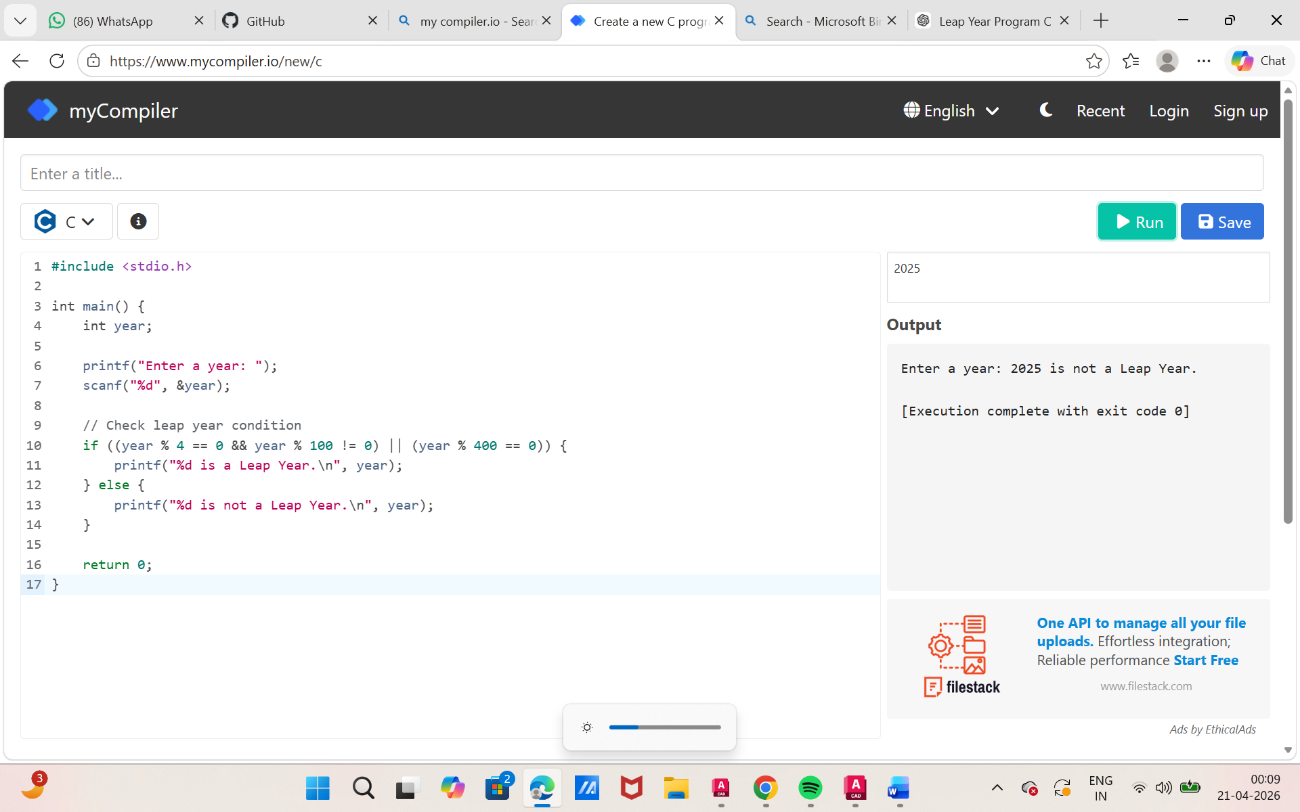 (86) WhatsApp
GitHub
my compiler.io - Sear
Create a new C progr
Search - Microsoft Bin
Leap Year Program C
https://www.mycompiler.io/new/c
Chat
myCompiler
English
Recent
Login
Sign up
Enter a title...
C
Run
Save
1 #include <stdio.h>
2
3 int main() {
4     int year;
5
6     printf("Enter a year: ");
7     scanf("%d", &year);
8
9     // Check leap year condition
10     if ((year % 4 == 0 && year % 100 != 0) || (year % 400 == 0)) {
11         printf("%d is a Leap Year.\n", year);
12     } else {
13         printf("%d is not a Leap Year.\n", year);
14     }
15
16     return 0;
17 }
2025
Output
Enter a year: 2025 is not a Leap Year.
[Execution complete with exit code 0]
One API to manage all your file
uploads. Effortless integration;
Reliable performance Start Free
www.filestack.com
filestack
Ads by EthicalAds
3
2
A
CAD
A
CAD
W
ENG
IN
00:09
21-04-2026